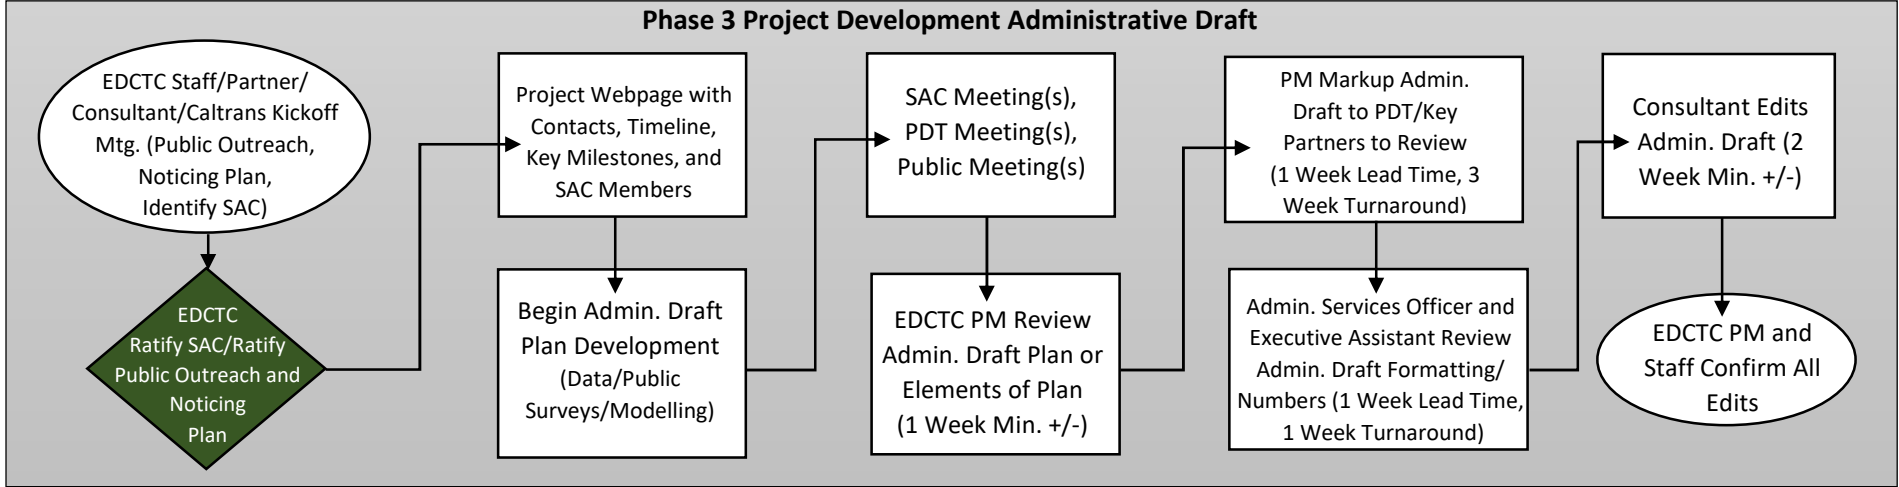 Phase 3 Project Development Administrative Draft
EDCTC Staff/Partner/
Consultant/Caltrans Kickoff
Mtg. (Public Outreach,
Noticing Plan,
Identify SAC)
EDCTC
Ratify SAC/Ratify
Public Outreach and
Noticing
Plan
Project Webpage with
Contacts, Timeline,
Key Milestones, and
SAC Members
Begin Admin. Draft
Plan Development
(Data/Public
Surveys/Modelling)
SAC Meeting(s),
PDT Meeting(s),
Public Meeting(s)
EDCTC PM Review
Admin. Draft Plan or
Elements of Plan
(1 Week Min. +/-)
PM Markup Admin.
Draft to PDT/Key
Partners to Review
(1 Week Lead Time, 3
Week Turnaround)
Admin. Services Officer and
Executive Assistant Review
Admin. Draft Formatting/
Numbers (1 Week Lead Time,
1 Week Turnaround)
Consultant Edits
Admin. Draft (2
Week Min. +/-)
EDCTC PM and
Staff Confirm All
Edits